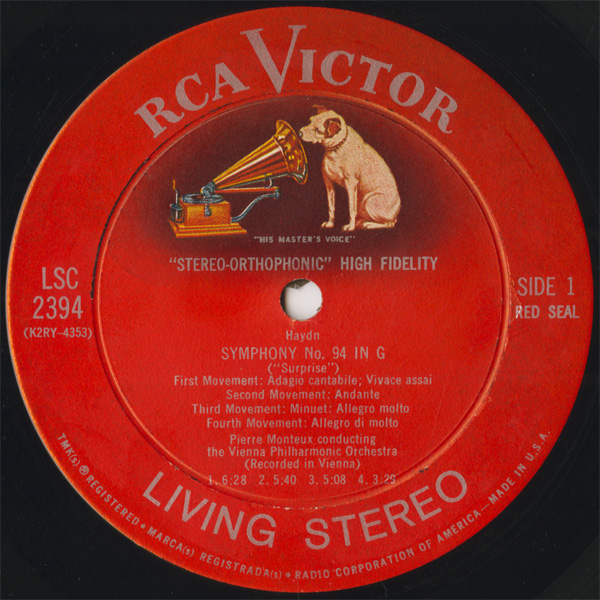 RCA VICTOR
"HIS MASTER'S VOICE"
"STEREO-ORTHOPHONIC" HIGH FIDELITY
LSC
2394
(K2RY-4353)
SIDE 1
RED SEAL
Haydn
SYMPHONY No. 94 IN G
("Surprise")
First Movement: Adagio cantabile; Vivace assai
Second Movement: Andante
Third Movement: Minuet: Allegro molto
Fourth Movement: Allegro di molto
Pierre Monteux conducting
the Vienna Philharmonic Orchestra
(Recorded in Vienna)
1. 6:28 2. 5:40 3. 5:08 4. 3:29
LIVING STEREO
TMK(s) ® REGISTERED • MARCA(s) REGISTRADA(s) • RADIO CORPORATION OF AMERICA—MADE IN U.S.A.